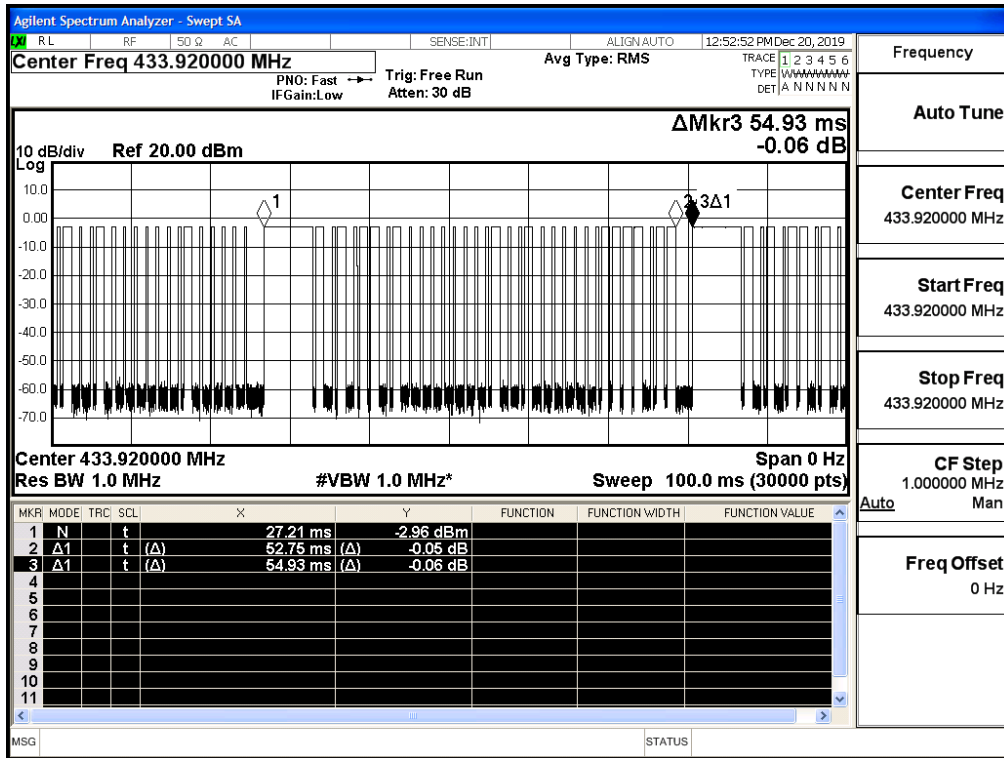 Agilent Spectrum Analyzer - Swept SA
LXI RL RF 50 Ω AC SENSE:INT ALIGN AUTO 12:52:52 PM Dec 20, 2019
Center Freq 433.920000 MHz
PNO: Fast
IFGain:Low
Trig: Free Run
Atten: 30 dB
Avg Type: RMS
TRACE 1 2 3 4 5 6
TYPE
DET A N N N N N
ΔMkr3 54.93 ms
-0.06 dB
10 dB/div Ref 20.00 dBm
Log
10.0
0.00
-10.0
-20.0
-30.0
-40.0
-50.0
-60.0
-70.0
1
2
3Δ1
Center 433.920000 MHz Span 0 Hz
Res BW 1.0 MHz #VBW 1.0 MHz* Sweep 100.0 ms (30000 pts)
MKR MODE TRC SCL X Y FUNCTION FUNCTION WIDTH FUNCTION VALUE
1 N t 27.21 ms -2.96 dBm
2 Δ1 t (Δ) 52.75 ms (Δ) -0.05 dB
3 Δ1 t (Δ) 54.93 ms (Δ) -0.06 dB
4
5
6
7
8
9
10
11
MSG STATUS
Frequency
Auto Tune
Center Freq
433.920000 MHz
Start Freq
433.920000 MHz
Stop Freq
433.920000 MHz
CF Step
1.000000 MHz
Auto Man
Freq Offset
0 Hz